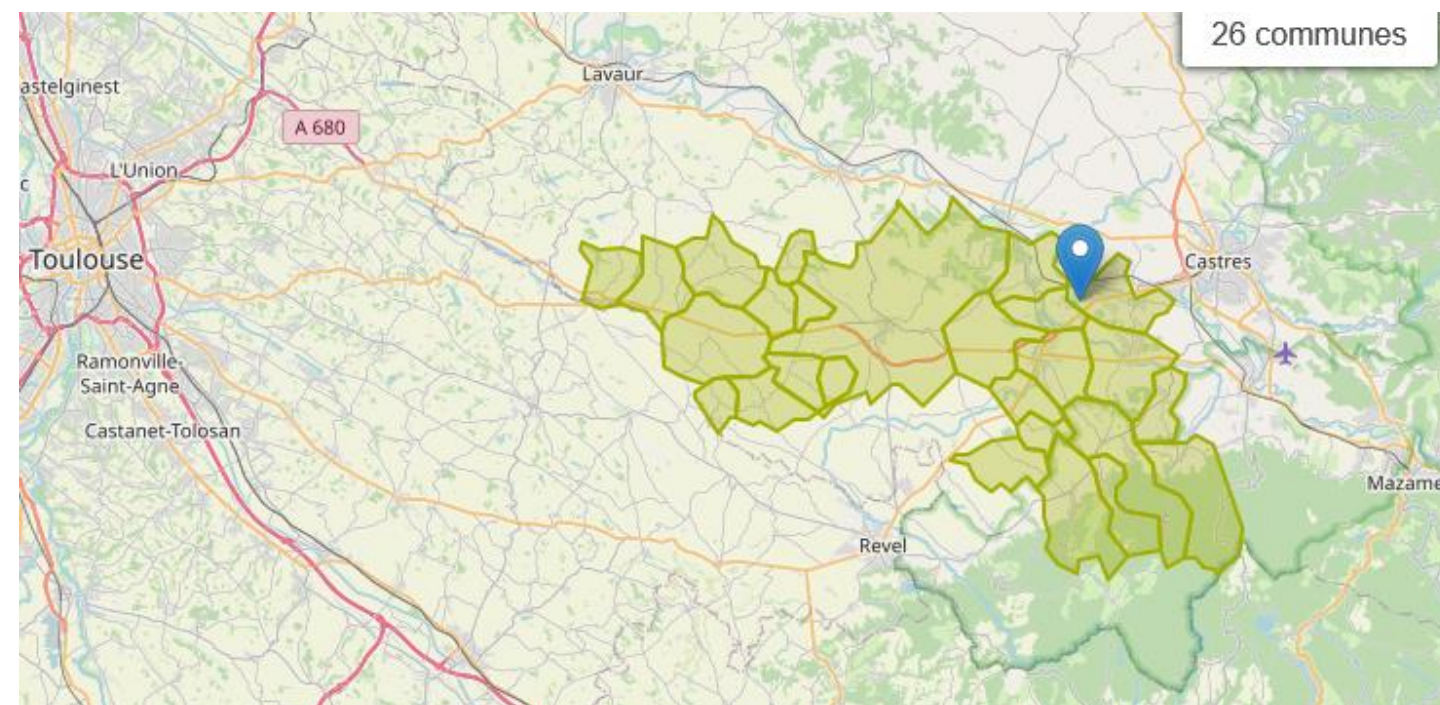 26 communes
Lavaur
astelginest
A 680
L'Union
c
Toulouse
Castres
Ramonville-
Saint-Agne
Castanet-Tolosan
Mazame
Revel